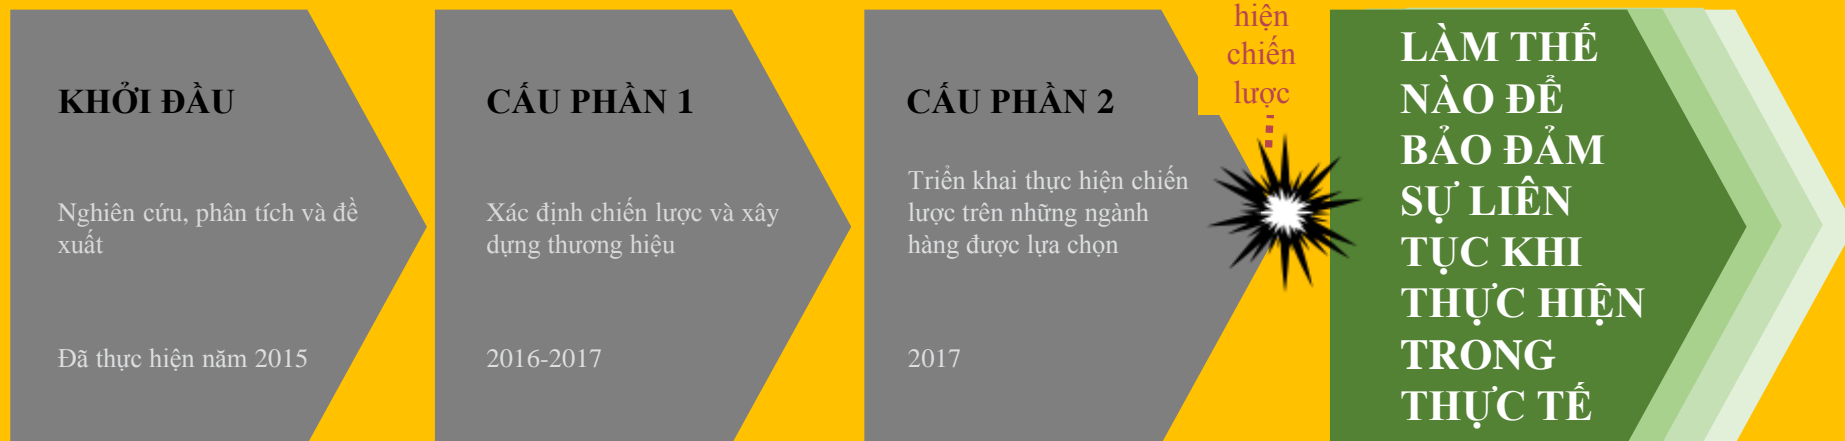 KHỞI ĐẦU
Nghiên cứu, phân tích và đề
xuất
Đã thực hiện năm 2015
CẤU PHẦN 1
Xác định chiến lược và xây
dựng thương hiệu
2016-2017
CẤU PHẦN 2
Triển khai thực hiện chiến
lược trên những ngành
hàng được lựa chọn
2017
hiện
chiến
lược
LÀM THẾ
NÀO ĐỂ
BẢO ĐẢM
SỰ LIÊN
TỤC KHI
THỰC HIỆN
TRONG
THỰC TẾ